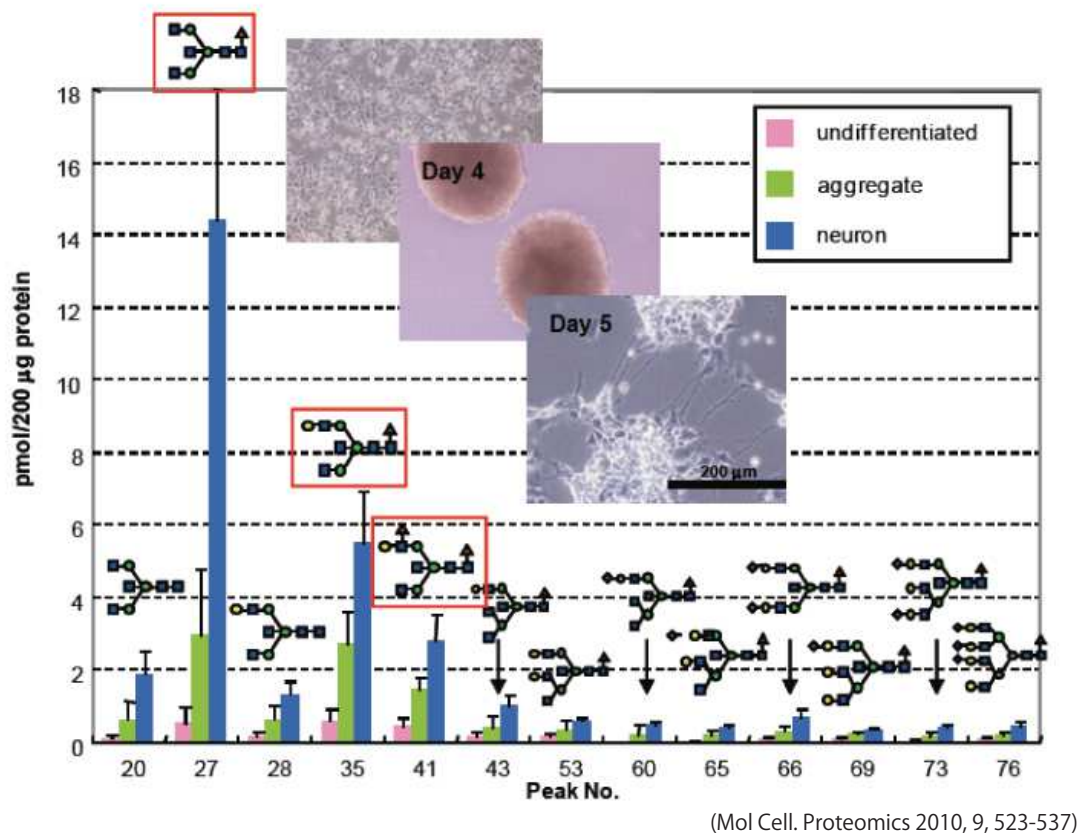 18
16
14
12
10
8
6
4
2
0
pmol/200 µg protein
Day 4
Day 5
200 µm
undifferentiated
aggregate
neuron
20 27 28 35 41 43 53 60 65 66 69 73 76
Peak No.
(Mol Cell. Proteomics 2010, 9, 523-537)